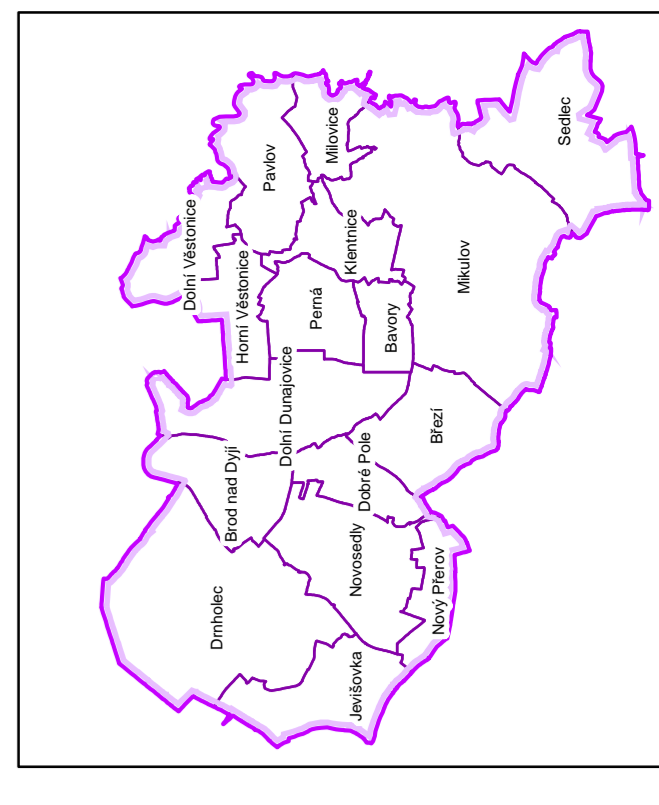 Dolní Věstonice
Pavlov
Milovice
Sedlec
Horní Věstonice
Klentnice
Perná
Mikulov
Bavory
Dolní Dunajovice
Březí
Brod nad Dyjí
Dobré Pole
Novosedly
Drnholec
Nový Přerov
Jevišovka